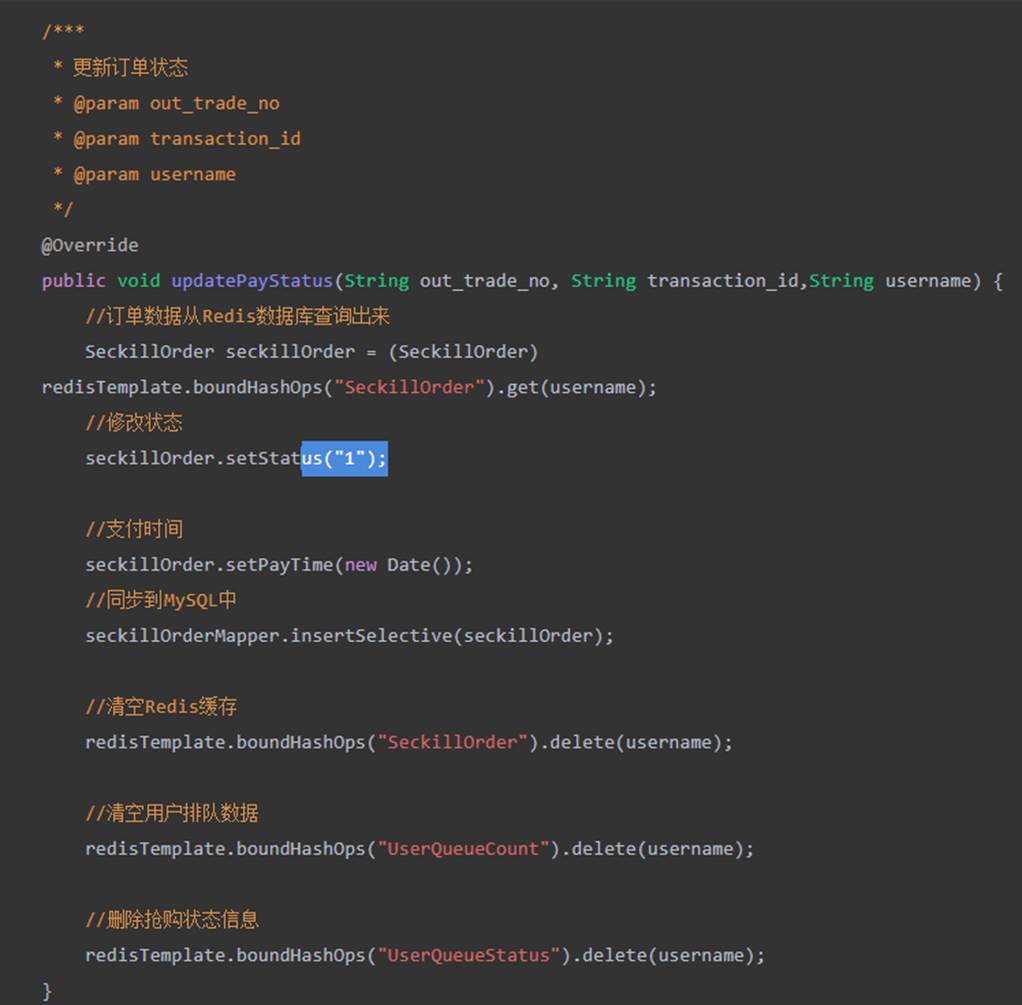 /***
 * 更新订单状态
 * @param out_trade_no
 * @param transaction_id
 * @param username
 */
@Override
public void updatePayStatus(String out_trade_no, String transaction_id,String username) {
    //订单数据从Redis数据库查询出来
    SeckillOrder seckillOrder = (SeckillOrder)
redisTemplate.boundHashOps("SeckillOrder").get(username);
    //修改状态
    seckillOrder.setStatus("1");
    //支付时间
    seckillOrder.setPayTime(new Date());
    //同步到MySQL中
    seckillOrderMapper.insertSelective(seckillOrder);
    //清空Redis缓存
    redisTemplate.boundHashOps("SeckillOrder").delete(username);
    //清空用户排队数据
    redisTemplate.boundHashOps("UserQueueCount").delete(username);
    //删除抢购状态信息
    redisTemplate.boundHashOps("UserQueueStatus").delete(username);
}